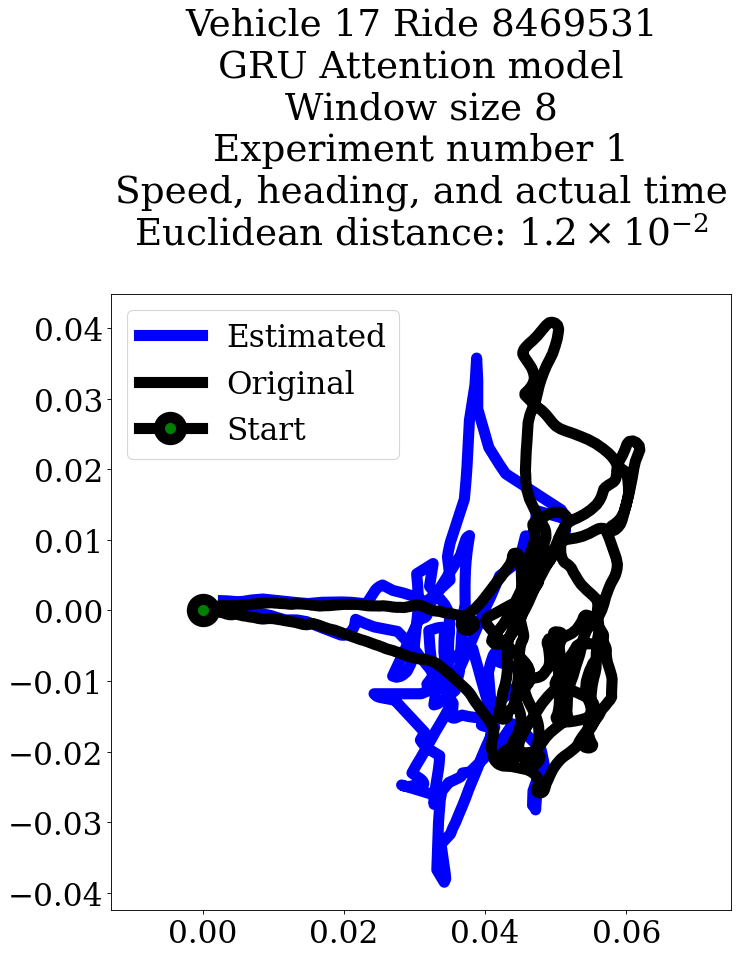 Vehicle 17 Ride 8469531
GRU Attention model
Window size 8
Experiment number 1
Speed, heading, and actual time
Euclidean distance: 1.2 × 10⁻²
Estimated
Original
Start
0.04
0.03
0.02
0.01
0.00
−0.01
−0.02
−0.03
−0.04
0.00 0.02 0.04 0.06